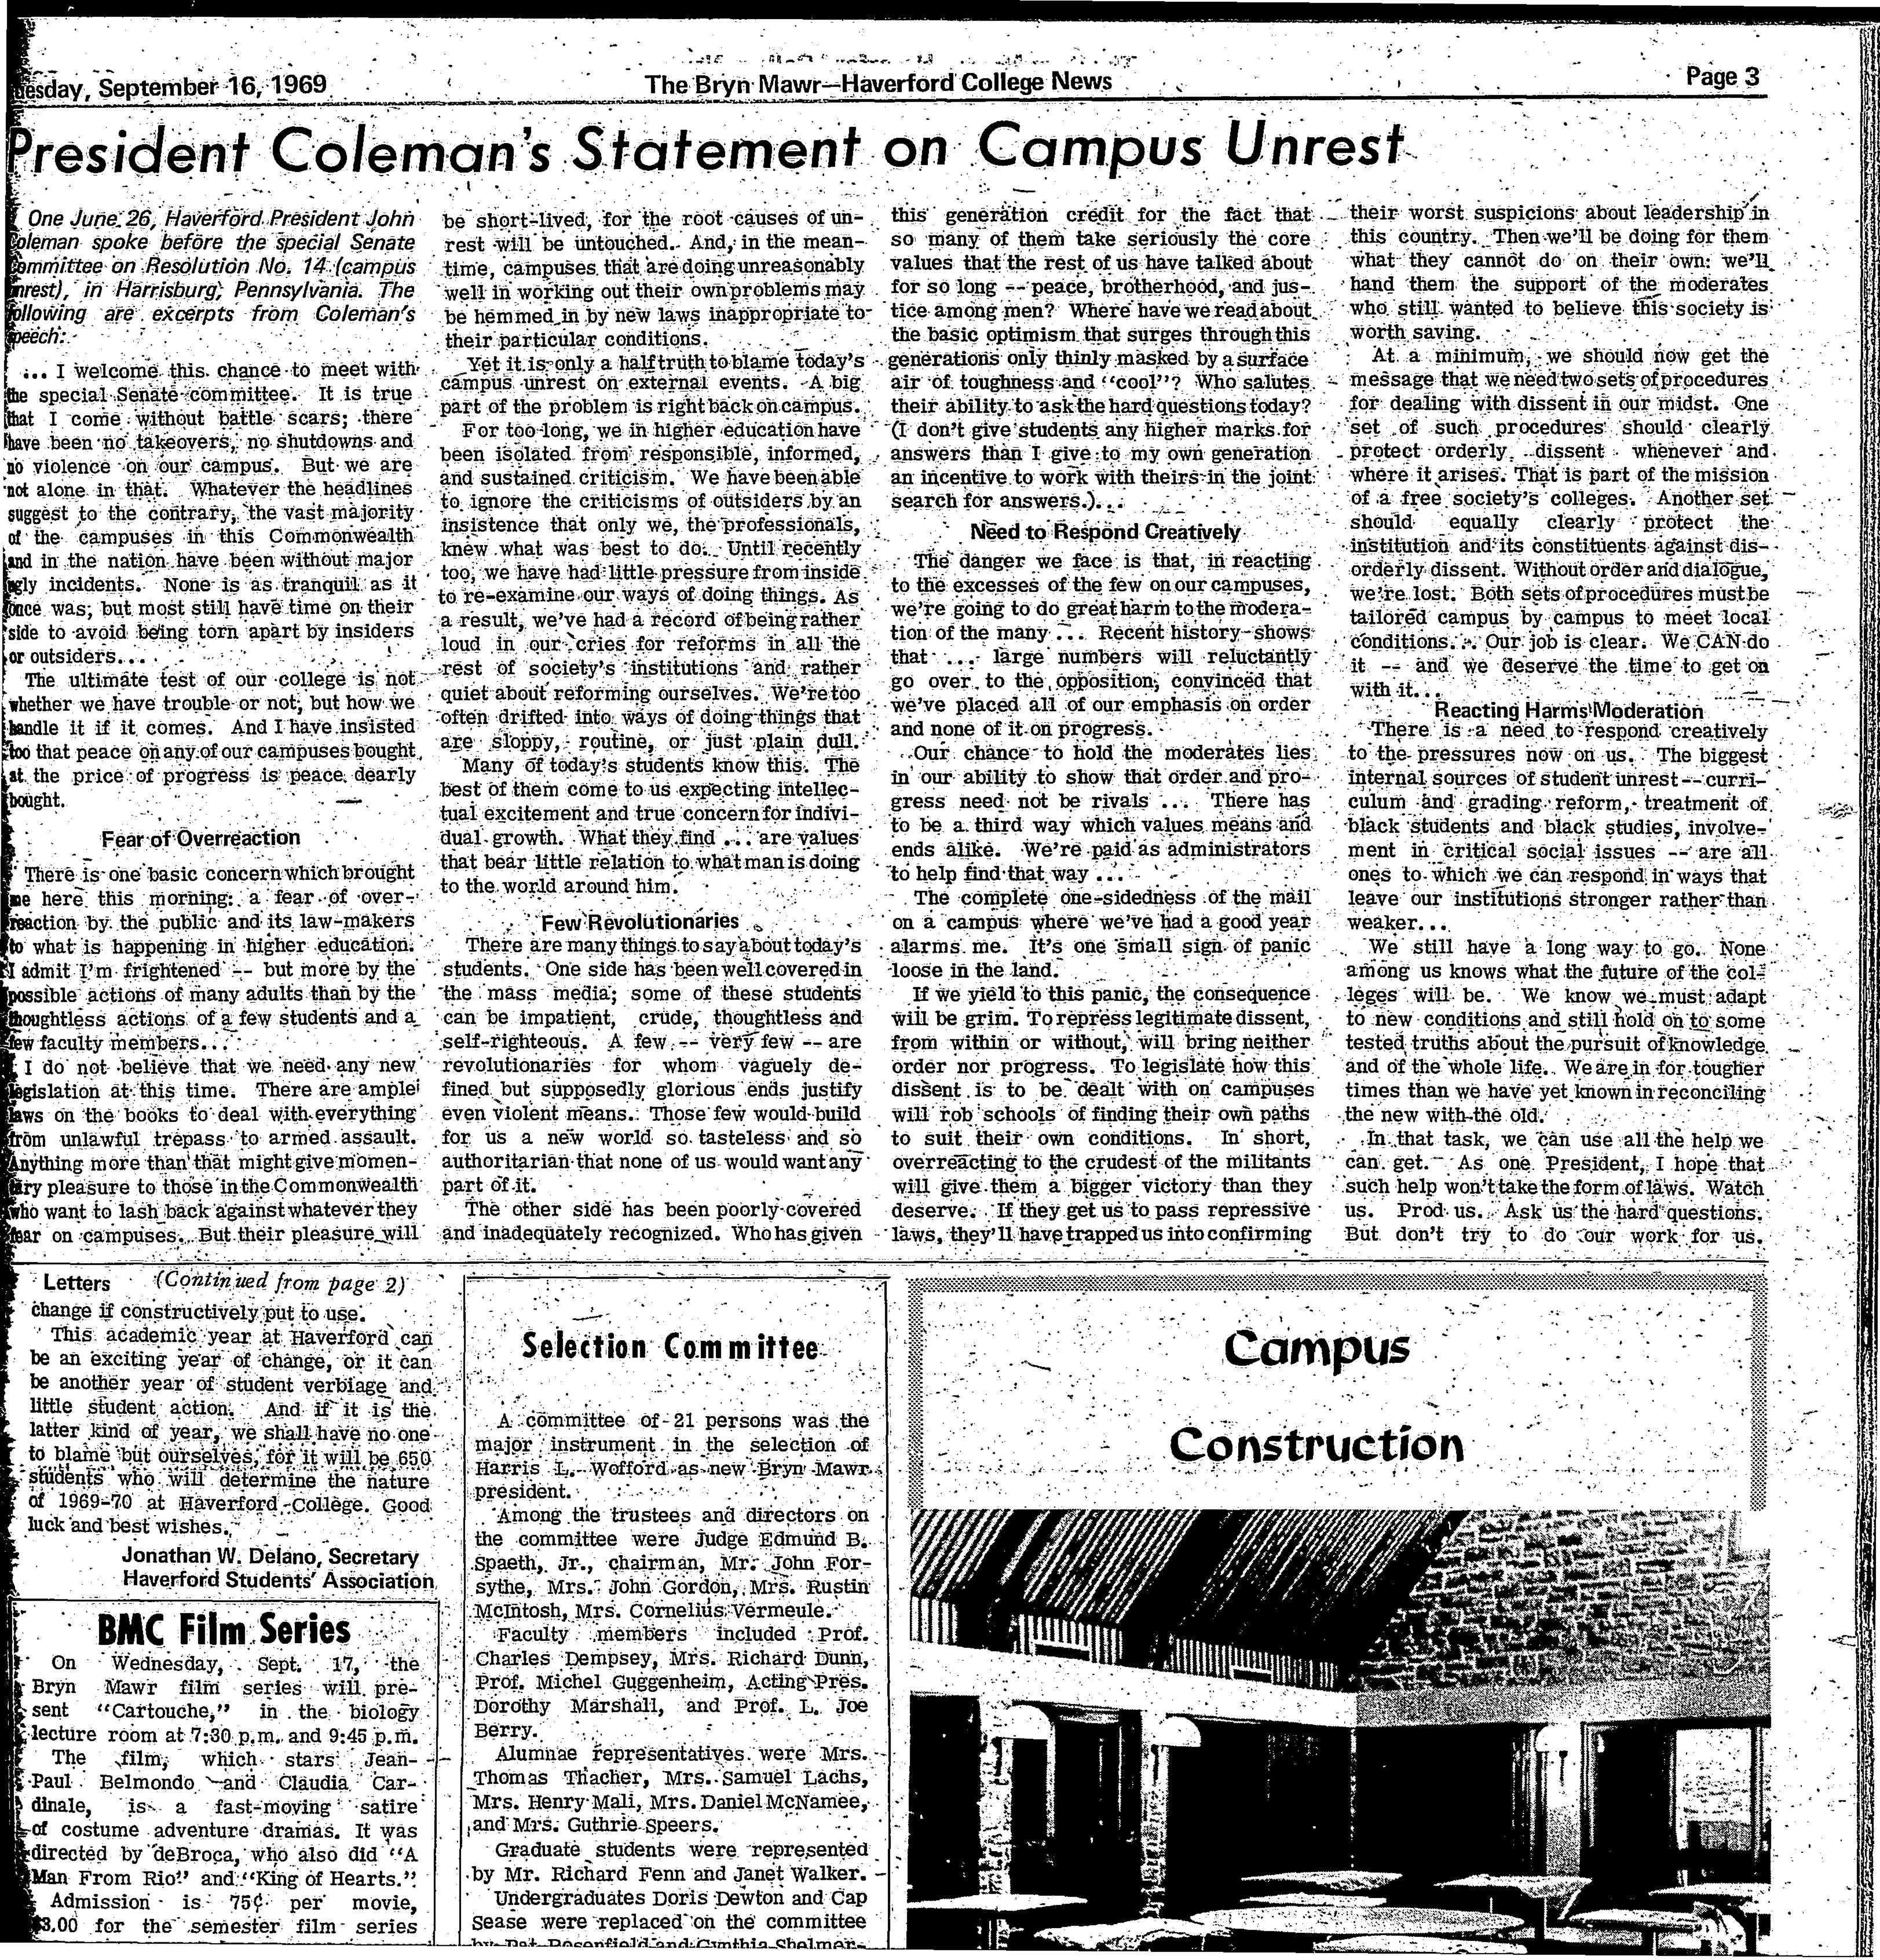 esday, September 16, 1969
The Bryn Mawr—Haverford College News
Page 3
President Coleman's Statement on Campus Unrest
One June 26, Haverford President John
Coleman spoke before the special Senate
Committee on Resolution No. 14 (campus
nrest), in Harrisburg, Pennsylvania. The
following are excerpts from Coleman's
speech:
... I welcome this chance to meet with
the special Senate committee. It is true
that I come without battle scars; there
have been no takeovers, no shutdowns and
no violence on our campus. But we are
not alone in that. Whatever the headlines
suggest to the contrary, the vast majority
of the campuses in this Commonwealth
and in the nation have been without major
ugly incidents. None is as tranquil as it
once was; but most still have time on their
side to avoid being torn apart by insiders
or outsiders...
The ultimate test of our college is not
whether we have trouble or not, but how we
handle it if it comes. And I have insisted
too that peace on any of our campuses bought
at the price of progress is peace dearly
bought.
Fear of Overreaction
There is one basic concern which brought
me here this morning: a fear of over-
reaction by the public and its law-makers
to what is happening in higher education.
I admit I'm frightened -- but more by the
possible actions of many adults than by the
thoughtless actions of a few students and a
few faculty members...
I do not believe that we need any new
legislation at this time. There are ample
laws on the books to deal with everything
from unlawful trepass to armed assault.
Anything more than that might give momen-
tary pleasure to those in the Commonwealth
who want to lash back against whatever they
fear on campuses. But their pleasure will
be short-lived, for the root causes of un-
rest will be untouched. And, in the mean-
time, campuses that are doing unreasonably
well in working out their own problems may
be hemmed in by new laws inappropriate to
their particular conditions.
Yet it is only a half truth to blame today's
campus unrest on external events. A big
part of the problem is right back on campus.
For too long, we in higher education have
been isolated from responsible, informed,
and sustained criticism. We have been able
to ignore the criticisms of outsiders by an
insistence that only we, the professionals,
knew what was best to do. Until recently
too, we have had little pressure from inside
to re-examine our ways of doing things. As
a result, we've had a record of being rather
loud in our cries for reforms in all the
rest of society's institutions and rather
quiet about reforming ourselves. We're too
often drifted into ways of doing things that
are sloppy, routine, or just plain dull.
Many of today's students know this. The
best of them come to us expecting intellec-
tual excitement and true concern for indivi-
dual growth. What they find ... are values
that bear little relation to what man is doing
to the world around him.
Few Revolutionaries
There are many things to say about today's
students. One side has been well covered in
the mass media; some of these students
can be impatient, crude, thoughtless and
self-righteous. A few -- very few -- are
revolutionaries for whom vaguely de-
fined but supposedly glorious ends justify
even violent means. Those few would build
for us a new world so tasteless and so
authoritarian that none of us would want any
part of it.
The other side has been poorly covered
and inadequately recognized. Who has given
this generation credit for the fact that
so many of them take seriously the core
values that the rest of us have talked about
for so long -- peace, brotherhood, and jus-
tice among men? Where have we read about
the basic optimism that surges through this
generations only thinly masked by a surface
air of toughness and "cool"? Who salutes
their ability to ask the hard questions today?
(I don't give students any higher marks for
answers than I give to my own generation
an incentive to work with theirs in the joint
search for answers.)...
Need to Respond Creatively
The danger we face is that, in reacting
to the excesses of the few on our campuses,
we're going to do great harm to the modera-
tion of the many ... Recent history shows
that ... large numbers will reluctantly
go over to the opposition, convinced that
we've placed all of our emphasis on order
and none of it on progress.
Our chance to hold the moderates lies
in our ability to show that order and pro-
gress need not be rivals ... There has
to be a third way which values means and
ends alike. We're paid as administrators
to help find that way ...
The complete one-sidedness of the mail
on a campus where we've had a good year
alarms me. It's one small sign of panic
loose in the land.
If we yield to this panic, the consequence
will be grim. To repress legitimate dissent,
from within or without, will bring neither
order nor progress. To legislate how this
dissent is to be dealt with on campuses
will rob schools of finding their own paths
to suit their own conditions. In short,
overreacting to the crudest of the militants
will give them a bigger victory than they
deserve. If they get us to pass repressive
laws, they'll have trapped us into confirming
their worst suspicions about leadership in
this country. Then we'll be doing for them
what they cannot do on their own: we'll
hand them the support of the moderates
who still wanted to believe this society is
worth saving.
At a minimum, we should now get the
message that we need two sets of procedures
for dealing with dissent in our midst. One
set of such procedures should clearly
protect orderly dissent whenever and
where it arises. That is part of the mission
of a free society's colleges. Another set
should equally clearly protect the
institution and its constituents against dis-
orderly dissent. Without order and dialogue,
we're lost. Both sets of procedures must be
tailored campus by campus to meet local
conditions... Our job is clear. We CAN do
it -- and we deserve the time to get on
with it...
Reacting Harms Moderation
There is a need to respond creatively
to the pressures now on us. The biggest
internal sources of student unrest -- curri-
culum and grading reform, treatment of
black students and black studies, involve-
ment in critical social issues -- are all
ones to which we can respond in ways that
leave our institutions stronger rather than
weaker...
We still have a long way to go. None
among us knows what the future of the col-
leges will be. We know we must adapt
to new conditions and still hold on to some
tested truths about the pursuit of knowledge
and of the whole life. We are in for tougher
times than we have yet known in reconciling
the new with the old.
In that task, we can use all the help we
can get. As one President, I hope that
such help won't take the form of laws. Watch
us. Prod us. Ask us the hard questions.
But don't try to do our work for us.
Letters (Continued from page 2)
change if constructively put to use.
This academic year at Haverford can
be an exciting year of change, or it can
be another year of student verbiage and
little student action. And if it is the
latter kind of year, we shall have no one
to blame but ourselves, for it will be 650
students who will determine the nature
of 1969-70 at Haverford College. Good
luck and best wishes.
Jonathan W. Delano, Secretary
Haverford Students' Association
BMC Film Series
On Wednesday, Sept. 17, the
Bryn Mawr film series will pre-
sent "Cartouche," in the biology
lecture room at 7:30 p.m. and 9:45 p.m.
The film, which stars Jean-
Paul Belmondo and Claudia Car-
dinale, is a fast-moving satire
of costume adventure dramas. It was
directed by deBroca, who also did "A
Man From Rio" and "King of Hearts."
Admission is 75¢ per movie,
$3.00 for the semester film series
Selection Committee
A committee of 21 persons was the
major instrument in the selection of
Harris L. Wofford as new Bryn Mawr
president.
Among the trustees and directors on
the committee were Judge Edmund B.
Spaeth, Jr., chairman, Mr. John For-
sythe, Mrs. John Gordon, Mrs. Rustin
McIntosh, Mrs. Cornelius Vermeule.
Faculty members included Prof.
Charles Dempsey, Mrs. Richard Dunn,
Prof. Michel Guggenheim, Acting Pres.
Dorothy Marshall, and Prof. L. Joe
Berry.
Alumnae representatives were Mrs.
Thomas Thacher, Mrs. Samuel Lachs,
Mrs. Henry Mali, Mrs. Daniel McNamee,
and Mrs. Guthrie Speers.
Graduate students were represented
by Mr. Richard Fenn and Janet Walker.
Undergraduates Doris Dewton and Cap
Sease were replaced on the committee
by Pat Rosenfield and Cynthia Shelmer-
Campus
Construction